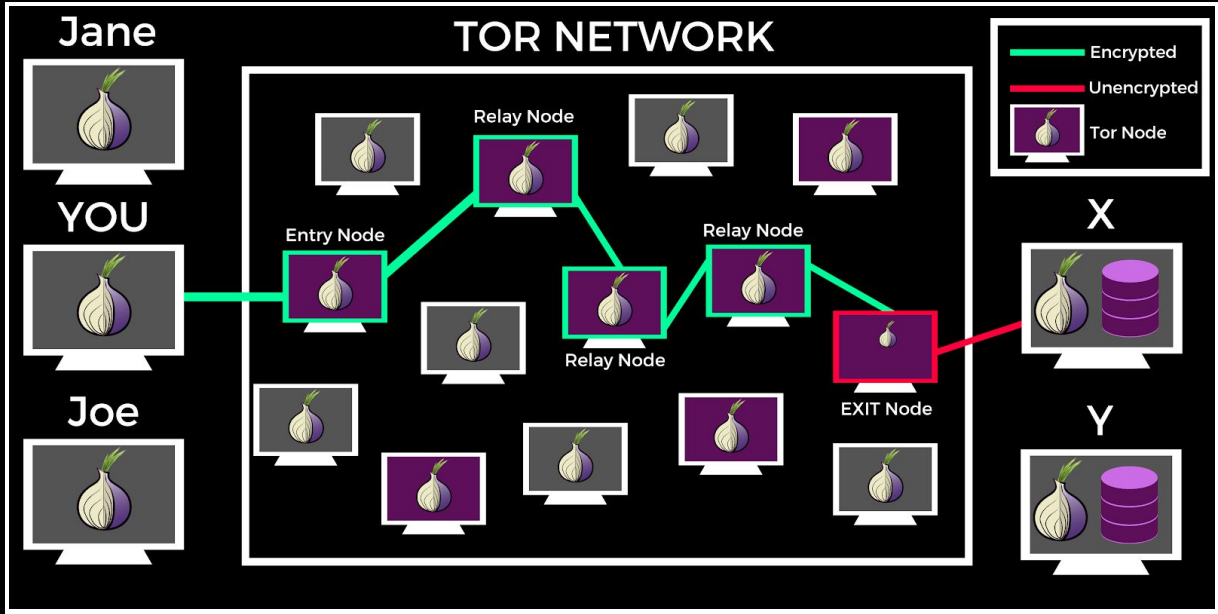 Jane
TOR NETWORK
Encrypted
Unencrypted
Tor Node
Relay Node
YOU
X
Entry Node
Relay Node
Relay Node
EXIT Node
Joe
Y